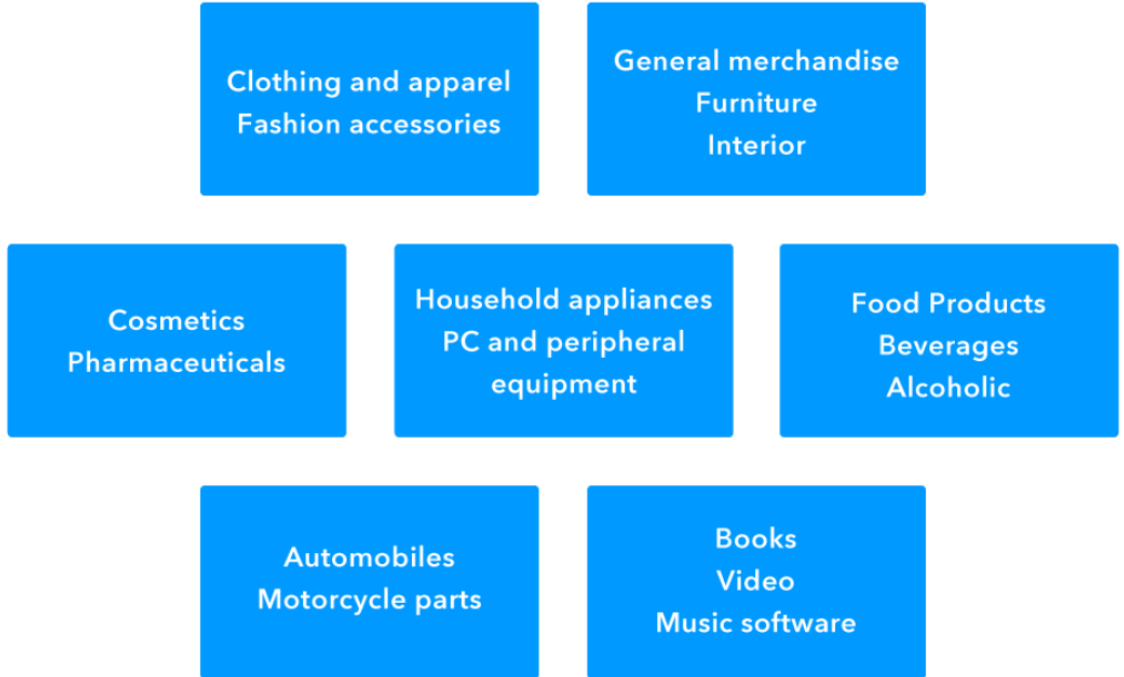 Clothing and apparel
Fashion accessories
General merchandise
Furniture
Interior
Cosmetics
Pharmaceuticals
Household appliances
PC and peripheral
equipment
Food Products
Beverages
Alcoholic
Automobiles
Motorcycle parts
Books
Video
Music software